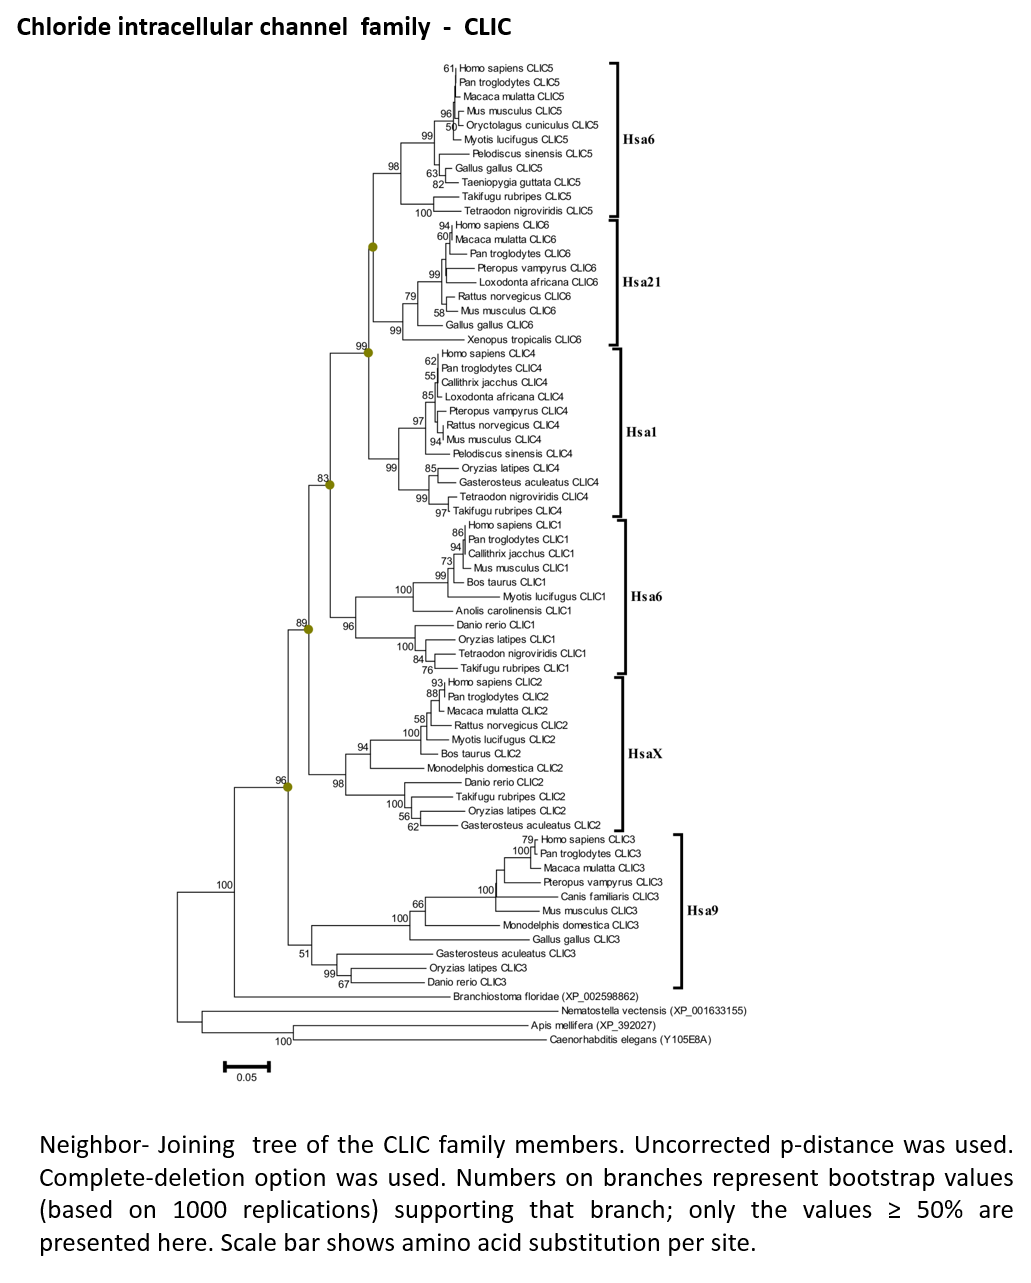 Chloride intracellular channel family - CLIC
61 Homo sapiens CLIC5
Pan troglodytes CLIC5
Macaca mulatta CLIC5
96 Mus musculus CLIC5
50 Oryctolagus cuniculus CLIC5
99 Myotis lucifugus CLIC5
Hsa6
Pelodiscus sinensis CLIC5
98 63 Gallus gallus CLIC5
82 Taeniopygia guttata CLIC5
Takifugu rubripes CLIC5
100 Tetraodon nigroviridis CLIC5
94 Homo sapiens CLIC6
60 Macaca mulatta CLIC6
Pan troglodytes CLIC6
Pteropus vampyrus CLIC6
99 Loxodonta africana CLIC6
Hsa21
79 Rattus norvegicus CLIC6
58 Mus musculus CLIC6
99 Gallus gallus CLIC6
Xenopus tropicalis CLIC6
99 Homo sapiens CLIC4
62 Pan troglodytes CLIC4
55 Callithrix jacchus CLIC4
85 Loxodonta africana CLIC4
Pteropus vampyrus CLIC4
97 Rattus norvegicus CLIC4
Hsa1
94 Mus musculus CLIC4
Pelodiscus sinensis CLIC4
99 85 Oryzias latipes CLIC4
83 Gasterosteus aculeatus CLIC4
99 Tetraodon nigroviridis CLIC4
97 Takifugu rubripes CLIC4
Homo sapiens CLIC1
86 Pan troglodytes CLIC1
94 Callithrix jacchus CLIC1
73 Mus musculus CLIC1
99 Bos taurus CLIC1
100 Myotis lucifugus CLIC1
Hsa6
Anolis carolinensis CLIC1
89 96 Danio rerio CLIC1
100 Oryzias latipes CLIC1
84 Tetraodon nigroviridis CLIC1
76 Takifugu rubripes CLIC1
93 Homo sapiens CLIC2
88 Pan troglodytes CLIC2
Macaca mulatta CLIC2
58 Rattus norvegicus CLIC2
100 Myotis lucifugus CLIC2
94 Bos taurus CLIC2
HsaX
Monodelphis domestica CLIC2
96 98 Danio rerio CLIC2
100 Takifugu rubripes CLIC2
56 Oryzias latipes CLIC2
62 Gasterosteus aculeatus CLIC2
79 Homo sapiens CLIC3
100 Pan troglodytes CLIC3
Macaca mulatta CLIC3
Pteropus vampyrus CLIC3
100 100 Canis familiaris CLIC3
66 Mus musculus CLIC3
Hsa9
100 Monodelphis domestica CLIC3
Gallus gallus CLIC3
51 Gasterosteus aculeatus CLIC3
99 Oryzias latipes CLIC3
67 Danio rerio CLIC3
Branchiostoma floridae (XP_002598862)
Nematostella vectensis (XP_001633155)
Apis mellifera (XP_392027)
100 Caenorhabditis elegans (Y105E8A)
0.05
Neighbor- Joining tree of the CLIC family members. Uncorrected p-distance was used.
Complete-deletion option was used. Numbers on branches represent bootstrap values
(based on 1000 replications) supporting that branch; only the values ≥ 50% are
presented here. Scale bar shows amino acid substitution per site.